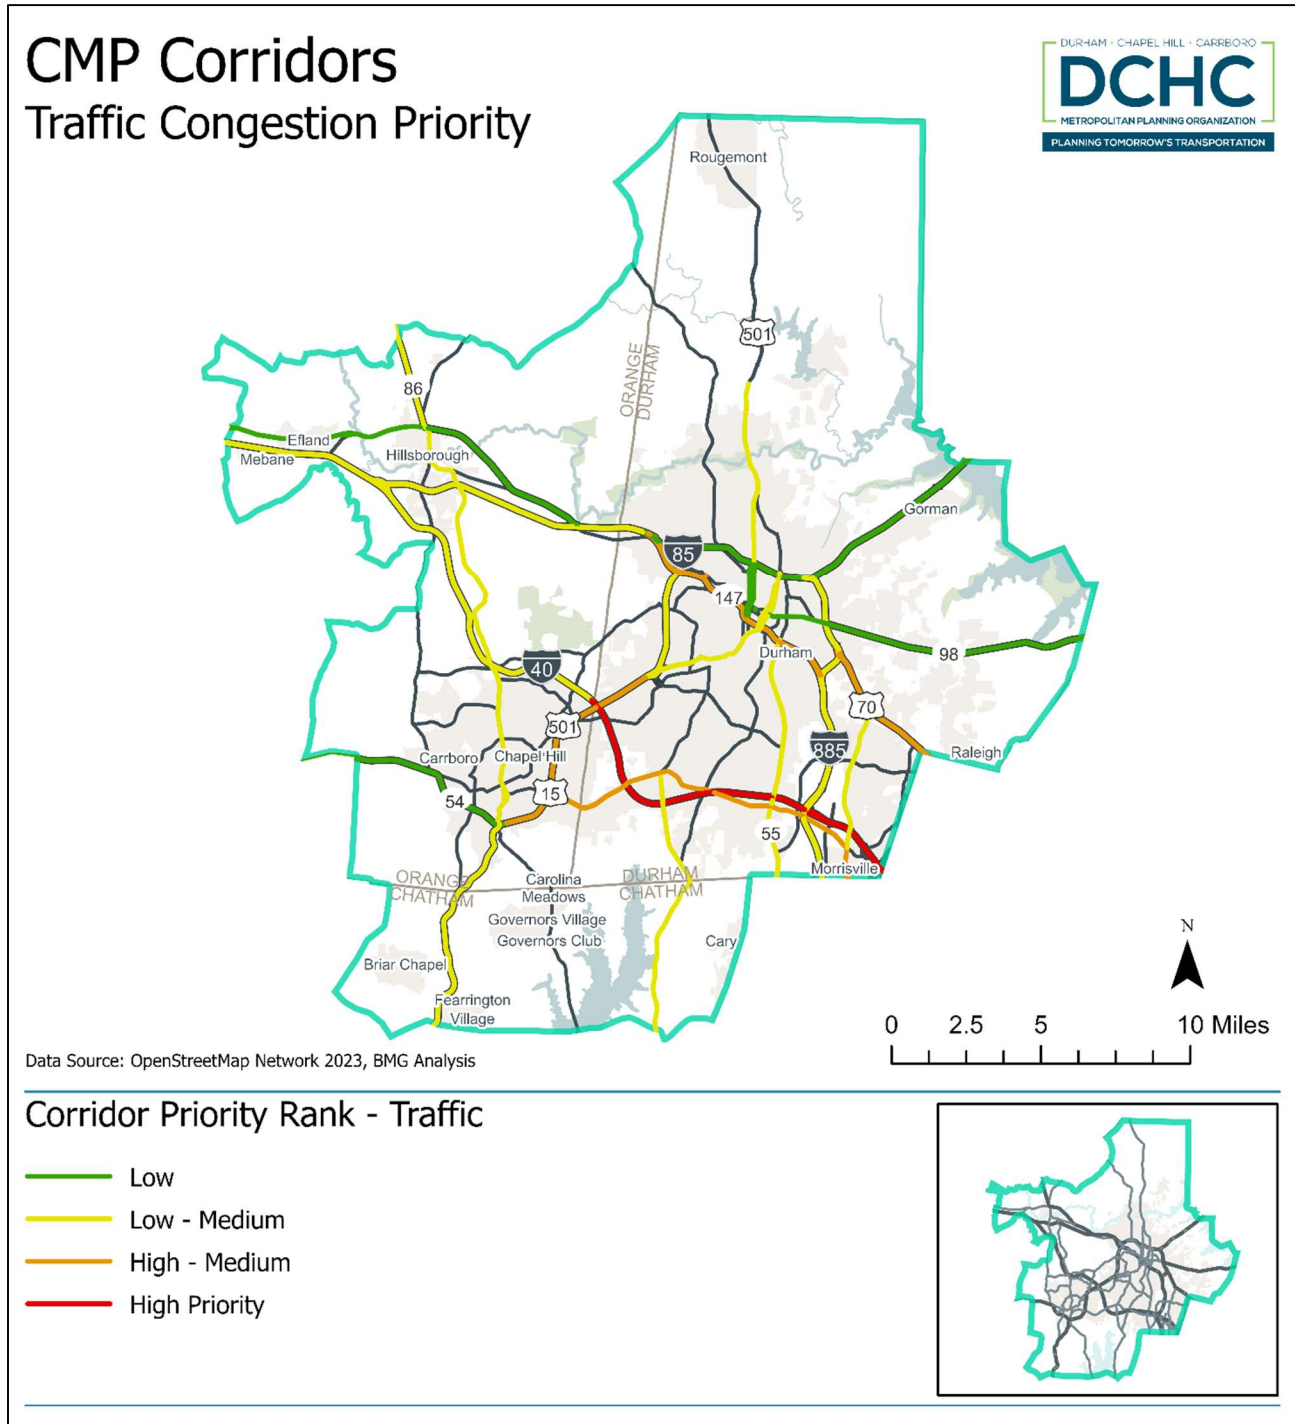 CMP Corridors
Traffic Congestion Priority
DURHAM · CHAPEL HILL · CARRBORO
DCHC
METROPOLITAN PLANNING ORGANIZATION
PLANNING TOMORROW'S TRANSPORTATION
Rougemont
501
ORANGE
DURHAM
86
Efland
Mebane
Hillsborough
Gorman
85
147
Durham
98
40
70
501
885
Raleigh
Carrboro
Chapel Hill
15
54
55
Morrisville
ORANGE
CHATHAM
DURHAM
CHATHAM
Carolina
Meadows
Governors Village
Governors Club
Cary
Briar Chapel
Fearrington
Village
N
0 2.5 5 10 Miles
Data Source: OpenStreetMap Network 2023, BMG Analysis
Corridor Priority Rank - Traffic
Low
Low - Medium
High - Medium
High Priority